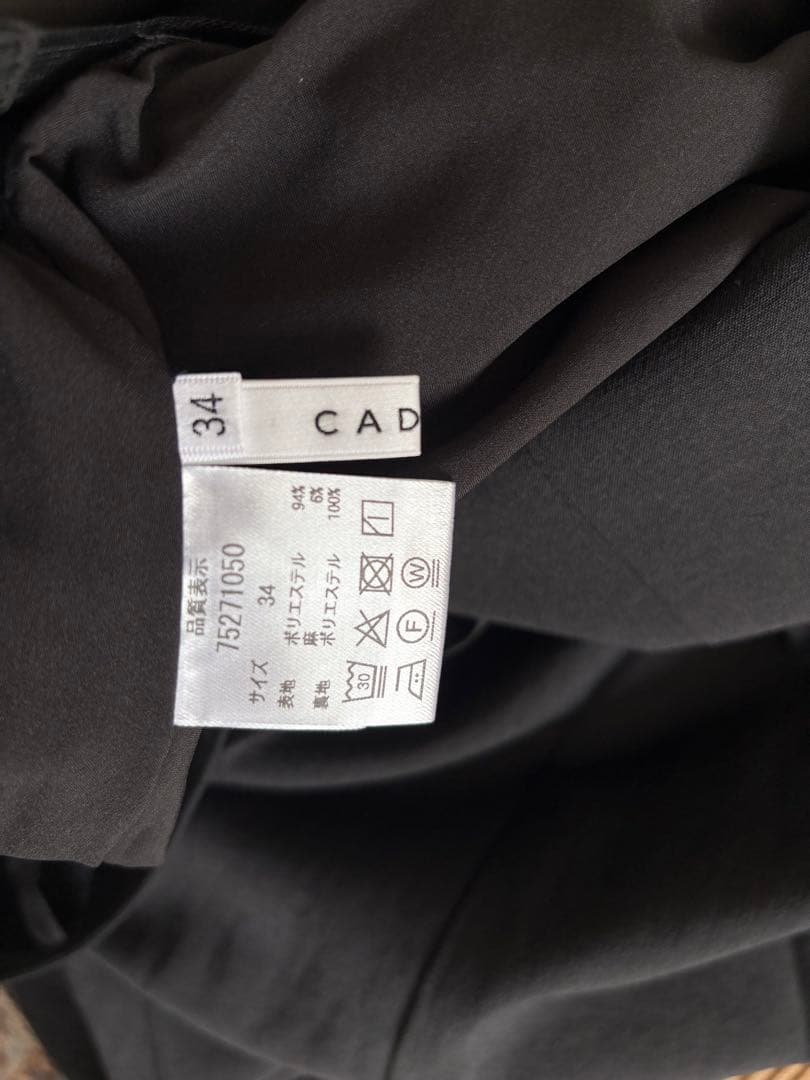 34
CAD
品質表示
75271050
サイズ 34
表地 ポリエステル 94%
麻 6%
裏地 ポリエステル 100%
30
F W